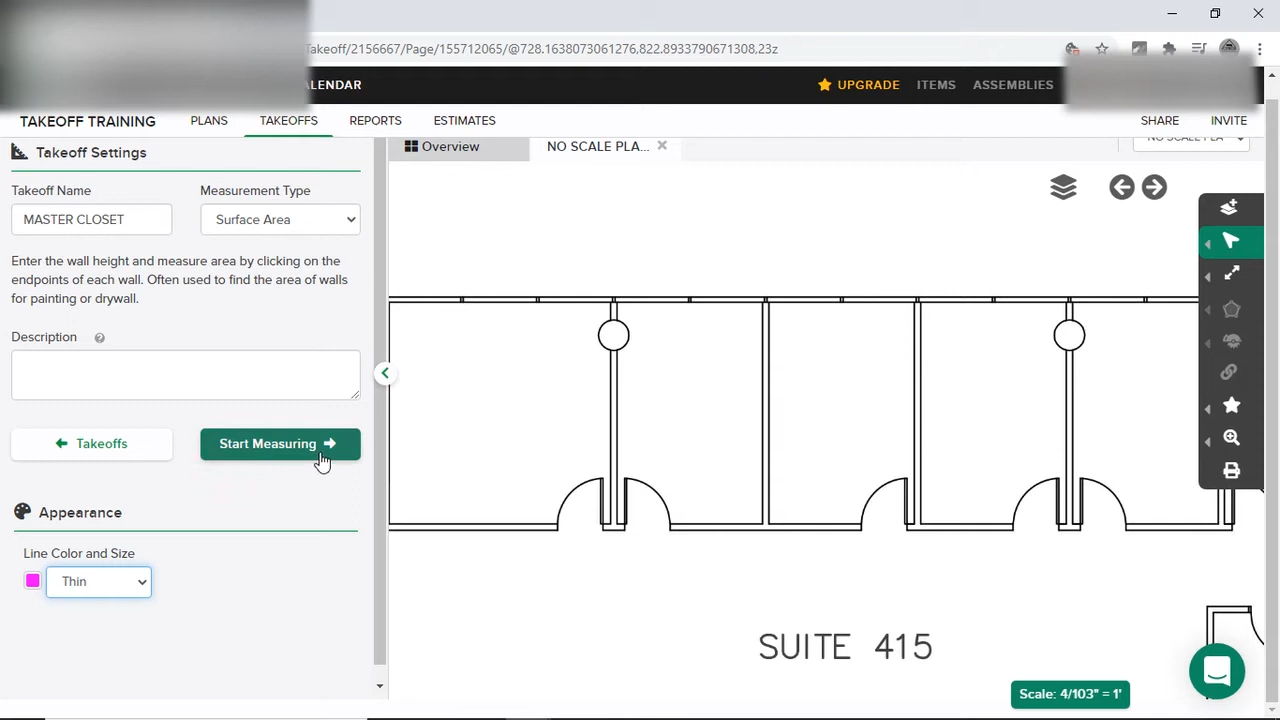 Takeoff/2156667/Page/155712065/@728.1638073061276,822.8933790671308,23z
ALENDAR
UPGRADE ITEMS ASSEMBLIES
TAKEOFF TRAINING PLANS TAKEOFFS REPORTS ESTIMATES SHARE INVITE
Takeoff Settings
Overview
NO SCALE PLA...
NO SCALE PLA
Takeoff Name
Measurement Type
MASTER CLOSET
Surface Area
Enter the wall height and measure area by clicking on the
endpoints of each wall. Often used to find the area of walls
for painting or drywall.
Description
Takeoffs
Start Measuring
Appearance
Line Color and Size
Thin
SUITE 415
Scale: 4/103" = 1'